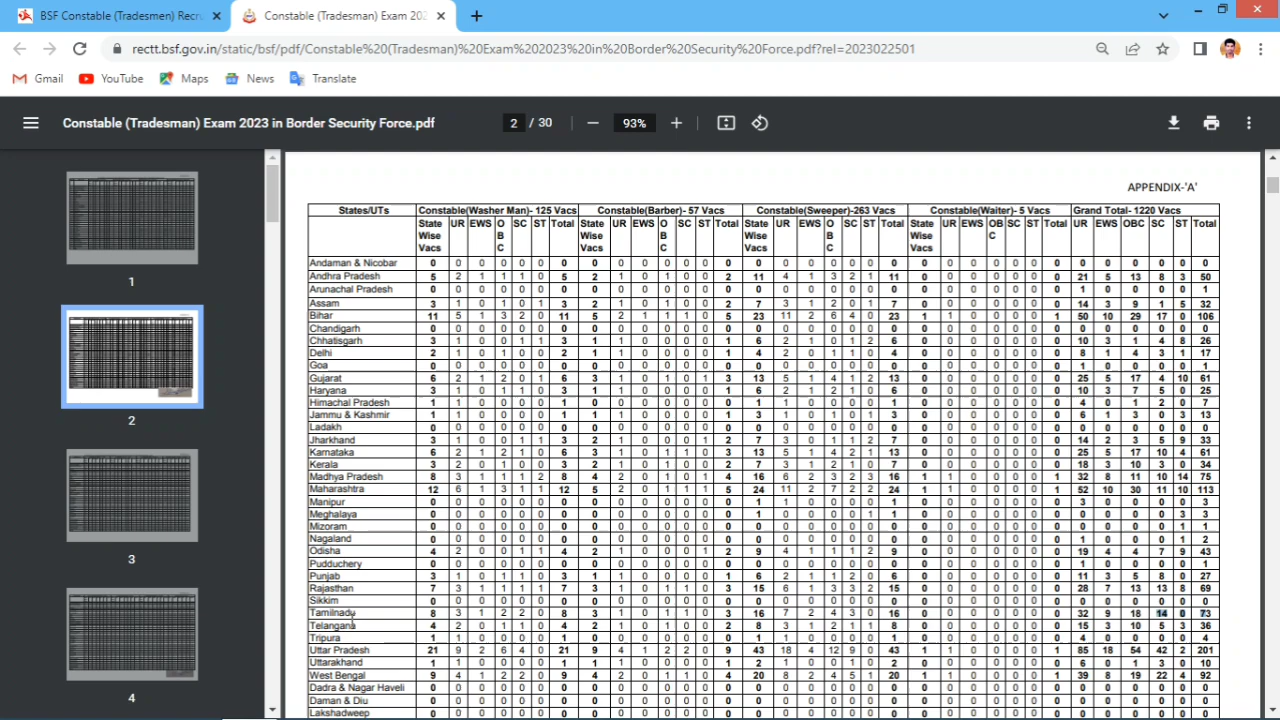 BSF Constable (Tradesmen) Recru
Constable (Tradesman) Exam 202
rectt.bsf.gov.in/static/bsf/pdf/Constable%20(Tradesman)%20Exam%202023%20in%20Border%20Security%20Force.pdf?rel=2023022501
Gmail YouTube Maps News Translate
Constable (Tradesman) Exam 2023 in Border Security Force.pdf 2 / 30 93%
1
2
3
4
APPENDIX-'A'
States/UTs Constable(Washer Man)- 125 Vacs Constable(Barber)- 57 Vacs Constable(Sweeper)-263 Vacs Constable(Waiter)- 5 Vacs Grand Total- 1220 Vacs
State Wise Vacs UR EWS OBC SC ST Total State Wise Vacs UR EWS OBC SC ST Total State Wise Vacs UR EWS OBC SC ST Total State Wise Vacs UR EWS OBC SC ST Total UR EWS OBC SC ST Total
Andaman & Nicobar 0 0 0 0 0 0 0 0 0 0 0 0 0 0 0 0 0 0 0 0 0 0 0 0 0 0 0 0 0 0 0 0 0 0
Andhra Pradesh 5 2 1 1 1 0 5 2 1 0 1 0 0 2 11 4 1 3 2 1 11 0 0 0 0 0 0 0 21 5 13 8 3 50
Arunachal Pradesh 0 0 0 0 0 0 0 0 0 0 0 0 0 0 0 0 0 0 0 0 0 0 0 0 0 0 0 0 1 0 0 0 0 1
Assam 3 1 0 1 0 1 3 2 1 0 1 0 0 2 7 3 1 2 0 1 7 0 0 0 0 0 0 0 14 3 9 1 5 32
Bihar 11 5 1 3 2 0 11 5 2 1 1 1 0 5 23 11 2 6 4 0 23 1 1 0 0 0 0 1 50 10 29 17 0 106
Chandigarh 0 0 0 0 0 0 0 0 0 0 0 0 0 0 0 0 0 0 0 0 0 0 0 0 0 0 0 0 0 0 0 0 0 0
Chhatisgarh 3 1 0 0 1 1 3 1 1 0 0 0 0 1 6 2 1 0 1 2 6 0 0 0 0 0 0 0 10 3 1 4 8 26
Delhi 2 1 0 1 0 0 2 1 1 0 0 0 0 1 4 2 0 1 1 0 4 0 0 0 0 0 0 0 8 1 4 3 1 17
Goa 0 0 0 0 0 0 0 0 0 0 0 0 0 0 0 0 0 0 0 0 0 0 0 0 0 0 0 0 1 0 0 0 0 1
Gujarat 6 2 1 2 0 1 6 3 1 0 1 0 1 3 13 5 1 4 1 2 13 0 0 0 0 0 0 0 25 5 17 4 10 61
Haryana 3 1 0 1 1 0 3 1 1 0 0 0 0 1 6 2 1 2 1 0 6 0 0 0 0 0 0 0 10 3 7 5 0 25
Himachal Pradesh 1 1 0 0 0 0 1 0 0 0 0 0 0 0 1 1 0 0 0 0 1 0 0 0 0 0 0 0 4 0 1 2 0 7
Jammu & Kashmir 1 1 0 0 0 0 1 1 1 0 0 0 0 1 3 1 0 1 0 1 3 0 0 0 0 0 0 0 6 1 3 0 3 13
Ladakh 0 0 0 0 0 0 0 0 0 0 0 0 0 0 0 0 0 0 0 0 0 0 0 0 0 0 0 0 0 0 0 0 0 0
Jharkhand 3 1 0 0 1 1 3 2 1 0 0 0 1 2 7 3 0 1 1 2 7 0 0 0 0 0 0 0 14 2 3 5 9 33
Karnataka 6 2 1 2 1 0 6 3 1 0 1 1 0 3 13 5 1 4 2 1 13 0 0 0 0 0 0 0 25 5 17 10 4 61
Kerala 3 2 0 1 0 0 3 2 1 0 1 0 0 2 7 3 1 2 1 0 7 0 0 0 0 0 0 0 18 3 10 3 0 34
Madhya Pradesh 8 3 1 1 1 2 8 4 2 0 1 0 1 4 16 6 2 3 2 3 16 0 0 0 0 0 0 0 32 8 11 10 14 75
Maharashtra 12 6 1 3 1 1 12 5 2 0 1 1 1 5 24 11 2 7 2 2 24 1 1 0 0 0 0 1 52 10 30 11 10 113
Manipur 0 0 0 0 0 0 0 0 0 0 0 0 0 0 1 1 0 0 0 0 1 0 0 0 0 0 0 0 3 0 0 0 0 3
Meghalaya 0 0 0 0 0 0 0 0 0 0 0 0 0 0 1 0 0 0 0 1 1 0 0 0 0 0 0 0 0 0 0 0 3 3
Mizoram 0 0 0 0 0 0 0 0 0 0 0 0 0 0 0 0 0 0 0 0 0 0 0 0 0 0 0 0 0 0 0 0 1 1
Nagaland 0 0 0 0 0 0 0 0 0 0 0 0 0 0 0 0 0 0 0 0 0 0 0 0 0 0 0 0 1 0 0 0 1 2
Odisha 4 2 0 0 1 1 4 2 1 0 0 0 1 2 9 4 1 1 1 2 9 0 0 0 0 0 0 0 19 4 4 7 9 43
Pudduchery 0 0 0 0 0 0 0 0 0 0 0 0 0 0 0 0 0 0 0 0 0 0 0 0 0 0 0 0 1 0 0 0 0 1
Punjab 3 1 0 1 1 0 3 1 1 0 0 0 0 1 6 2 1 1 2 0 6 0 0 0 0 0 0 0 11 3 5 8 0 27
Rajasthan 7 3 1 1 1 1 7 3 1 0 1 1 0 3 15 6 1 3 3 2 15 0 0 0 0 0 0 0 28 7 13 13 8 69
Sikkim 0 0 0 0 0 0 0 0 0 0 0 0 0 0 0 0 0 0 0 0 0 0 0 0 0 0 0 0 0 0 0 0 0 0
Tamilnadu 8 3 1 2 2 0 8 3 1 0 1 1 0 3 16 7 2 4 3 0 16 0 0 0 0 0 0 0 32 9 18 14 0 73
Telangana 4 2 0 1 1 0 4 2 1 0 1 0 0 2 8 3 1 2 1 1 8 0 0 0 0 0 0 0 15 3 10 5 3 36
Tripura 1 1 0 0 0 0 1 0 0 0 0 0 0 0 1 1 0 0 0 0 1 0 0 0 0 0 0 0 4 0 0 0 0 4
Uttar Pradesh 21 9 2 6 4 0 21 9 4 1 2 2 0 9 43 18 4 12 9 0 43 1 1 0 0 0 0 1 85 18 54 42 2 201
Uttarakhand 1 1 0 0 0 0 1 1 1 0 0 0 0 1 2 1 0 0 1 0 2 0 0 0 0 0 0 0 6 0 1 3 0 10
West Bengal 9 4 1 2 2 0 9 4 2 0 1 1 0 4 20 8 2 4 5 1 20 1 1 0 0 0 0 1 39 8 19 22 4 92
Dadra & Nagar Haveli 0 0 0 0 0 0 0 0 0 0 0 0 0 0 0 0 0 0 0 0 0 0 0 0 0 0 0 0 0 0 0 0 0 0
Daman & Diu 0 0 0 0 0 0 0 0 0 0 0 0 0 0 0 0 0 0 0 0 0 0 0 0 0 0 0 0 0 0 0 0 0 0
Lakshadweep 0 0 0 0 0 0 0 0 0 0 0 0 0 0 0 0 0 0 0 0 0 0 0 0 0 0 0 0 0 0 0 0 0 0